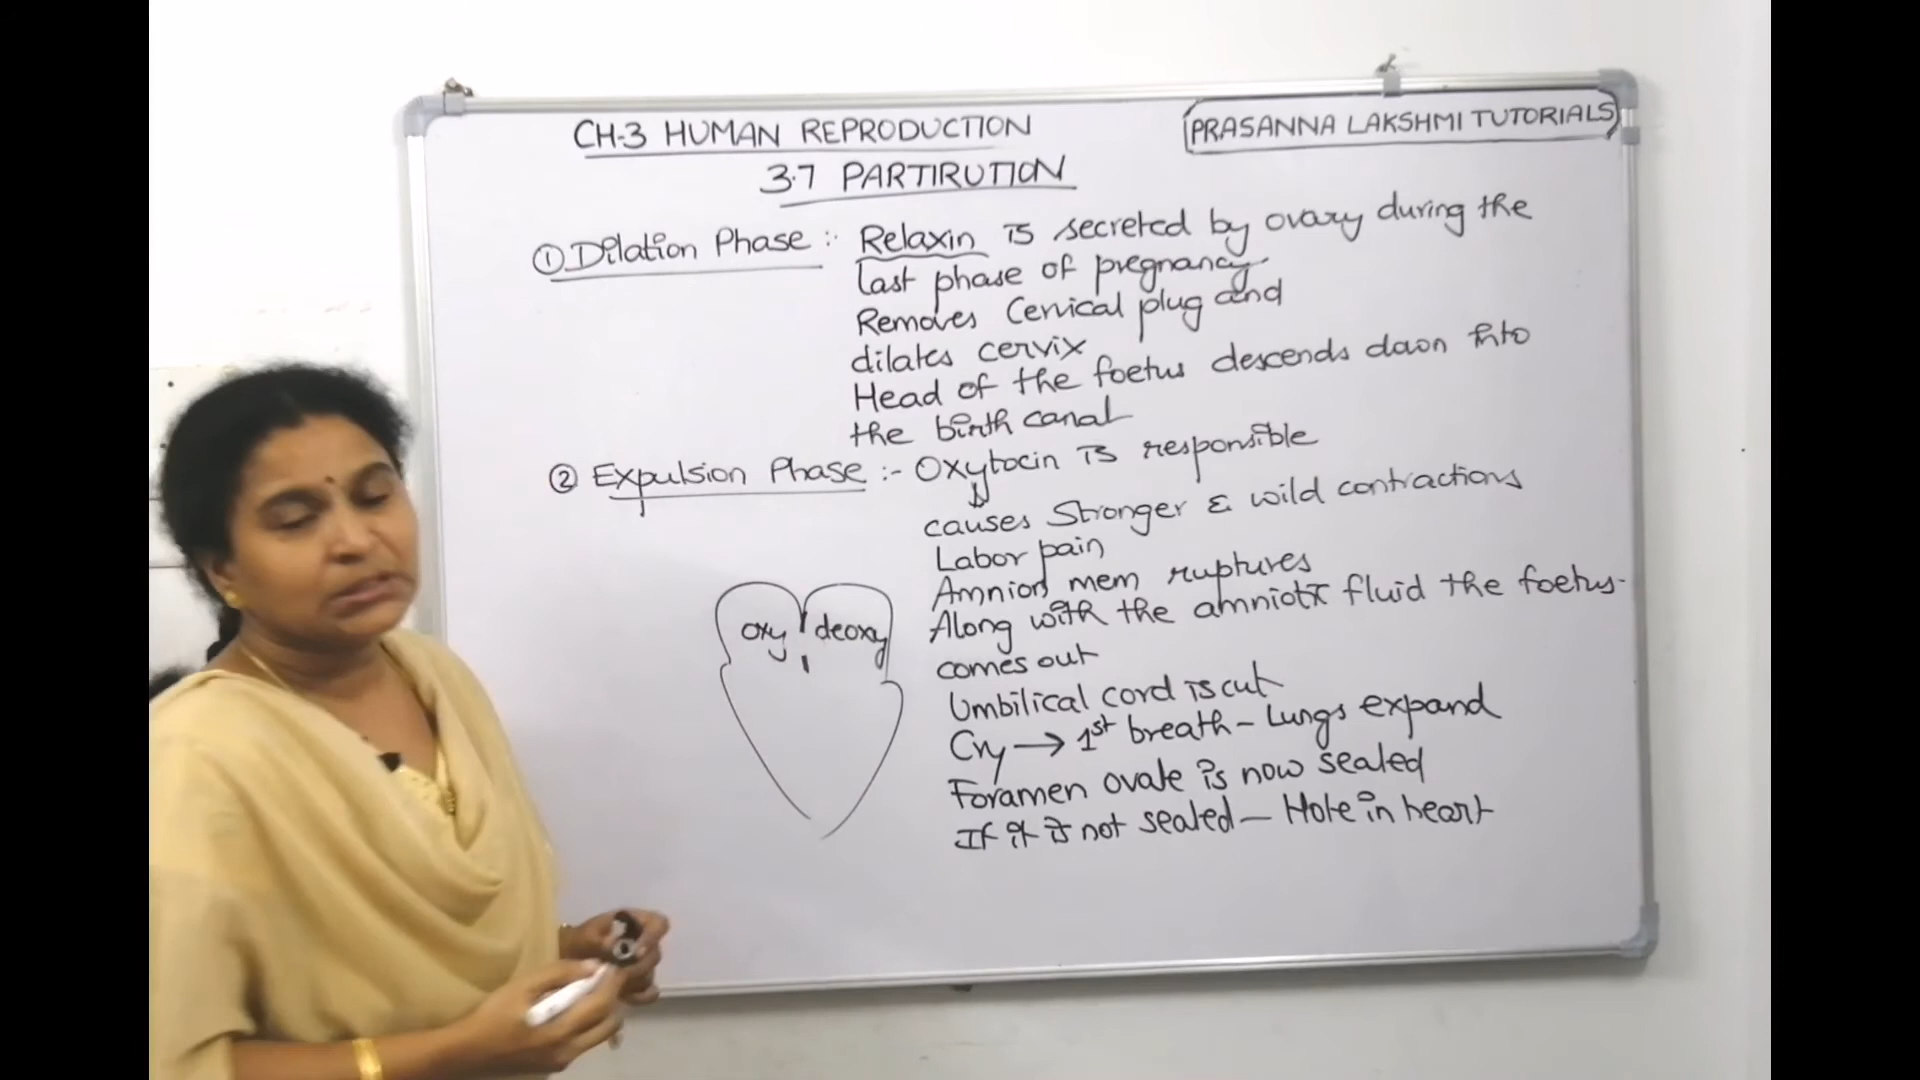 CH-3 HUMAN REPRODUCTION
PRASANNA LAKSHMI TUTORIALS
3.7 PARTIRUTION
① Dilation Phase :- Relaxin is secreted by ovary during the
last phase of pregnancy
Removes Cervical plug and
dilates cervix
Head of the foetus descends down into
the birth canal
② Expulsion Phase :- Oxytocin is responsible
causes Stronger & wild contractions
Labor pain
Amnion mem ruptures
Along with the amniotic fluid the foetus
comes out
Umbilical cord is cut
Cry → 1st breath - Lungs expand
Foramen ovale is now sealed
If it is not sealed - Hole in heart
oxy deoxy